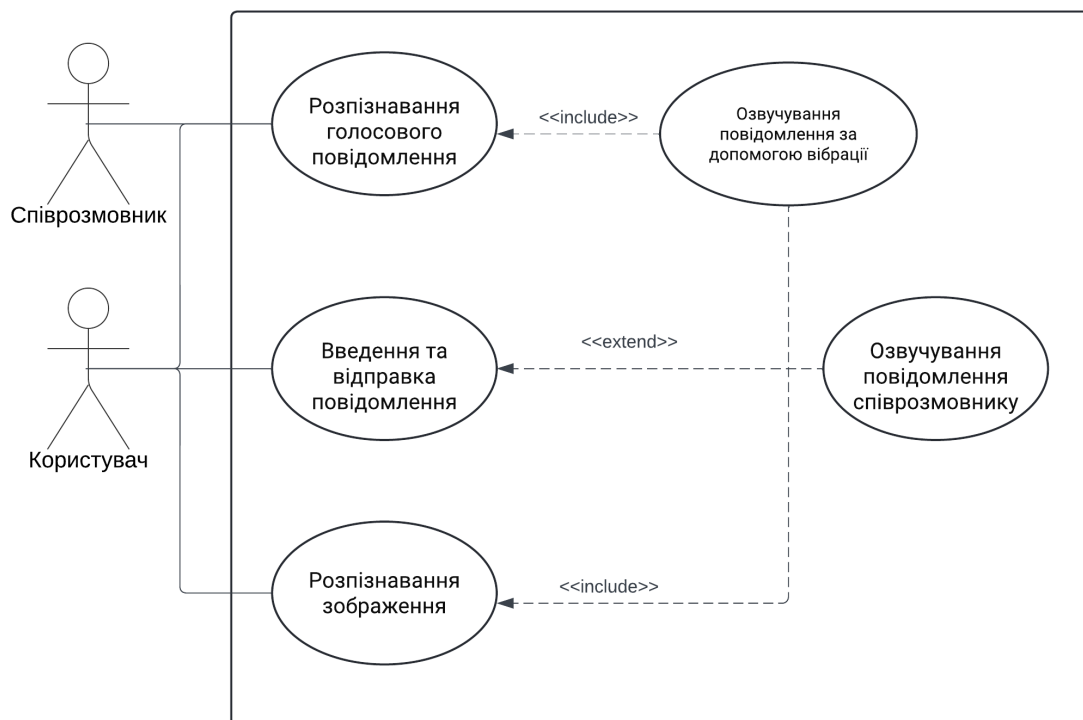 Розпізнавання
голосового
повідомлення
<<include>>
Озвучування
повідомлення за
допомогою вібрації
Співрозмовник
Введення та
відправка
повідомлення
<<extend>>
Озвучування
повідомлення
співрозмовнику
Користувач
Розпізнавання
зображення
<<include>>